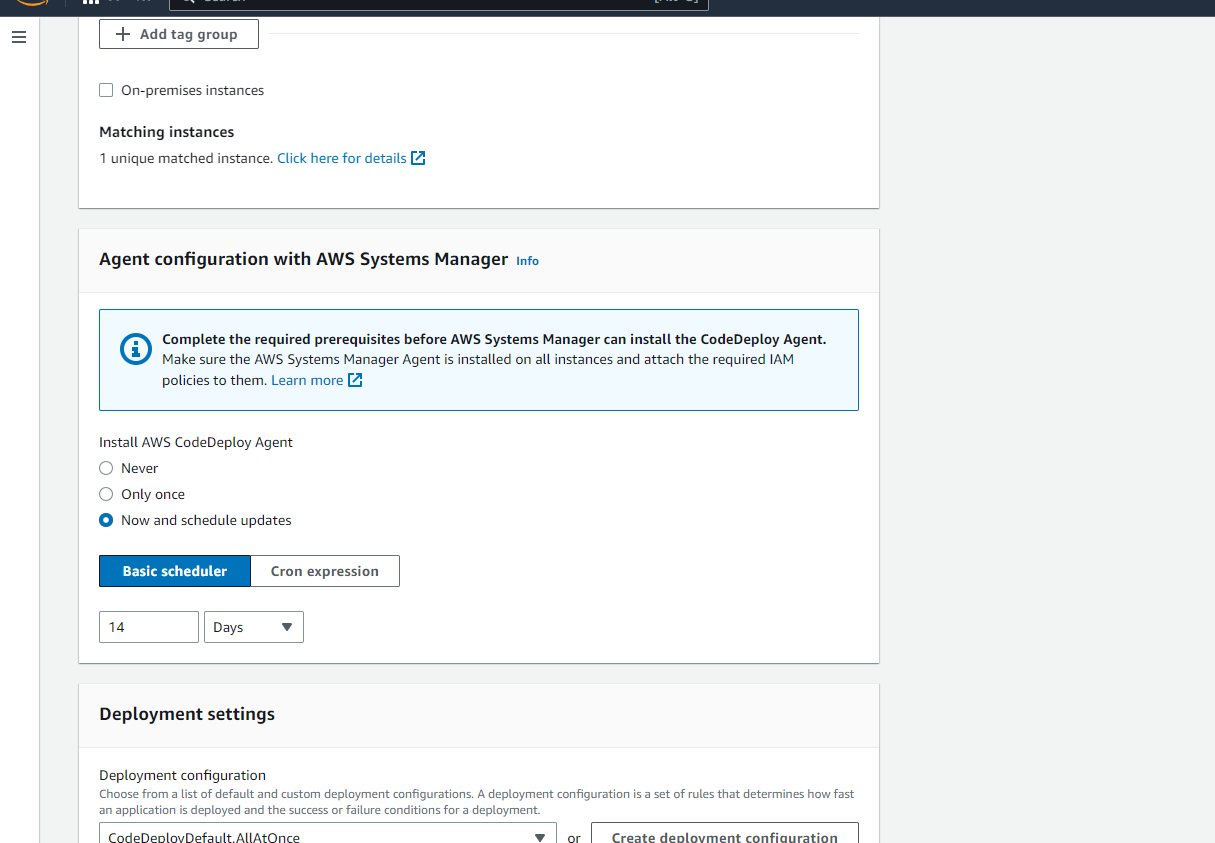 Add tag group
On-premises instances
Matching instances
1 unique matched instance. Click here for details
Agent configuration with AWS Systems Manager Info
Complete the required prerequisites before AWS Systems Manager can install the CodeDeploy Agent.
Make sure the AWS Systems Manager Agent is installed on all instances and attach the required IAM
policies to them. Learn more
Install AWS CodeDeploy Agent
Never
Only once
Now and schedule updates
Basic scheduler Cron expression
14 Days
Deployment settings
Deployment configuration
Choose from a list of default and custom deployment configurations. A deployment configuration is a set of rules that determines how fast
an application is deployed and the success or failure conditions for a deployment.
CodeDeployDefault.AllAtOnce or Create deployment configuration